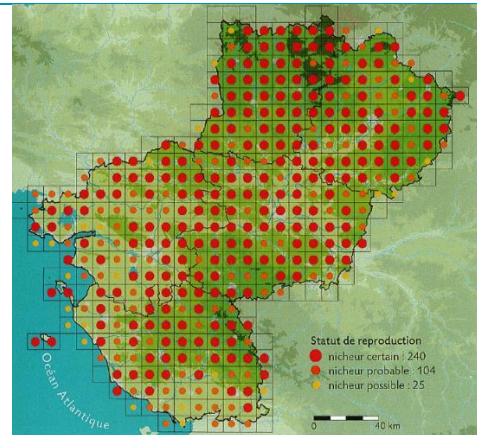 Statut de reproduction
nicheur certain : 240
nicheur probable : 104
nicheur possible : 25
0 40 km
Océan Atlantique